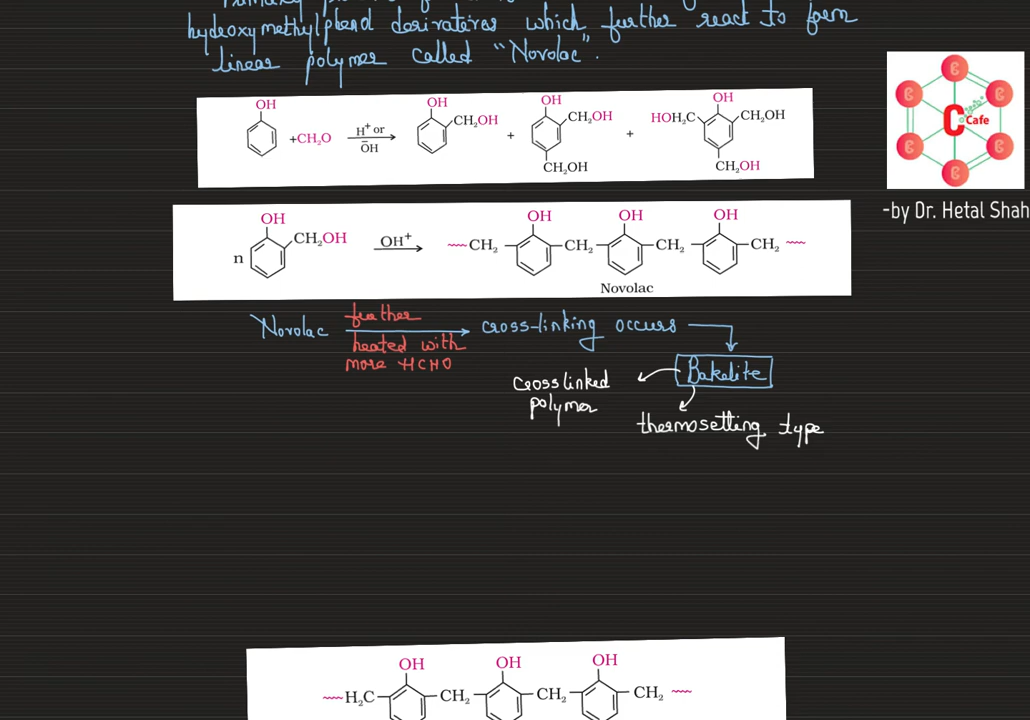 hydroxymethylphenol derivatives which further react to form
linear polymer called "Novolac".
OH
+CH₂O
H⁺ or
OH
OH
CH₂OH
+
OH
CH₂OH
CH₂OH
+
OH
HOH₂C
CH₂OH
CH₂OH
C Cafe
-by Dr. Hetal Shah
n
OH
CH₂OH
OH⁺
OH OH OH
CH₂ CH₂ CH₂ CH₂
Novolac
Novolac further cross-linking occurs
heated with
more HCHO
Bakelite
Cross linked
polymer
thermosetting type
OH OH OH
H₂C CH₂ CH₂ CH₂